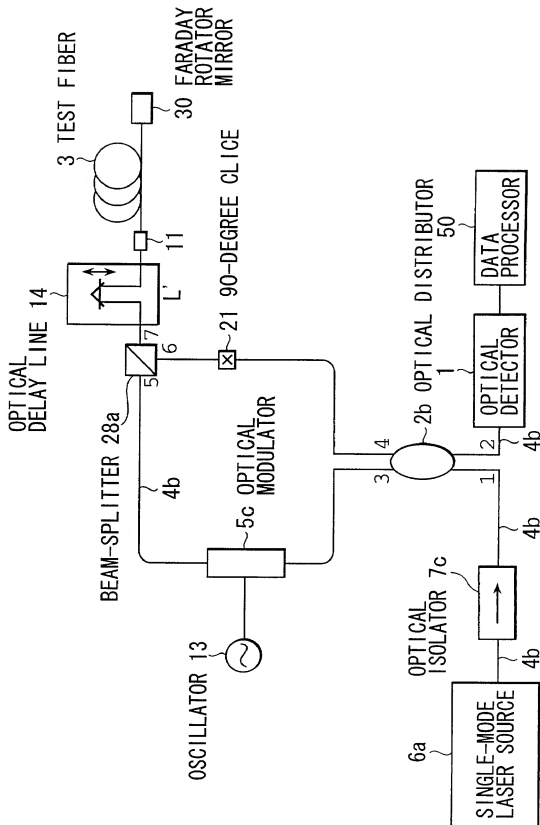 3 TEST FIBER
FARADAY
ROTATOR
MIRROR
30
11
OPTICAL
DELAY LINE 14
L'
7
6
5
21 90-DEGREE CLICE
BEAM-SPLITTER 28a
4b
5c OPTICAL
MODULATOR
OSCILLATOR 13
3
4
2b OPTICAL DISTRIBUTOR
1
2
4b
1
OPTICAL
DETECTOR
50
DATA
PROCESSOR
4b
OPTICAL
ISOLATOR 7c
4b
6a
SINGLE-MODE
LASER SOURCE